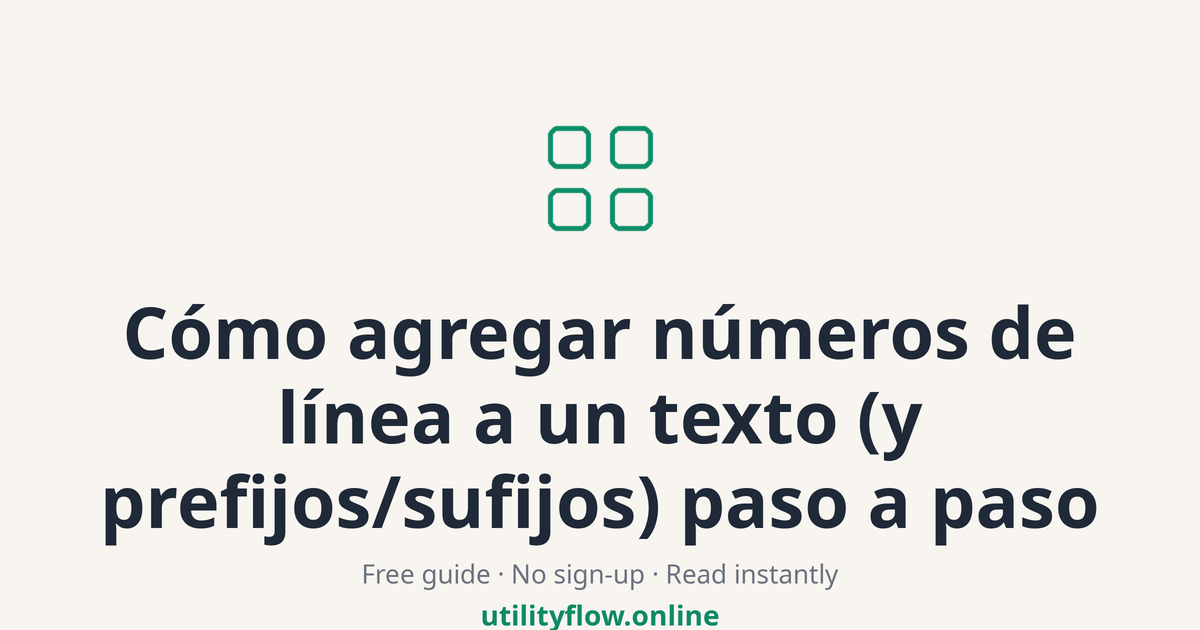 Cómo agregar números de
línea a un texto (y
prefijos/sufijos) paso a paso
Free guide · No sign-up · Read instantly
utilityflow.online